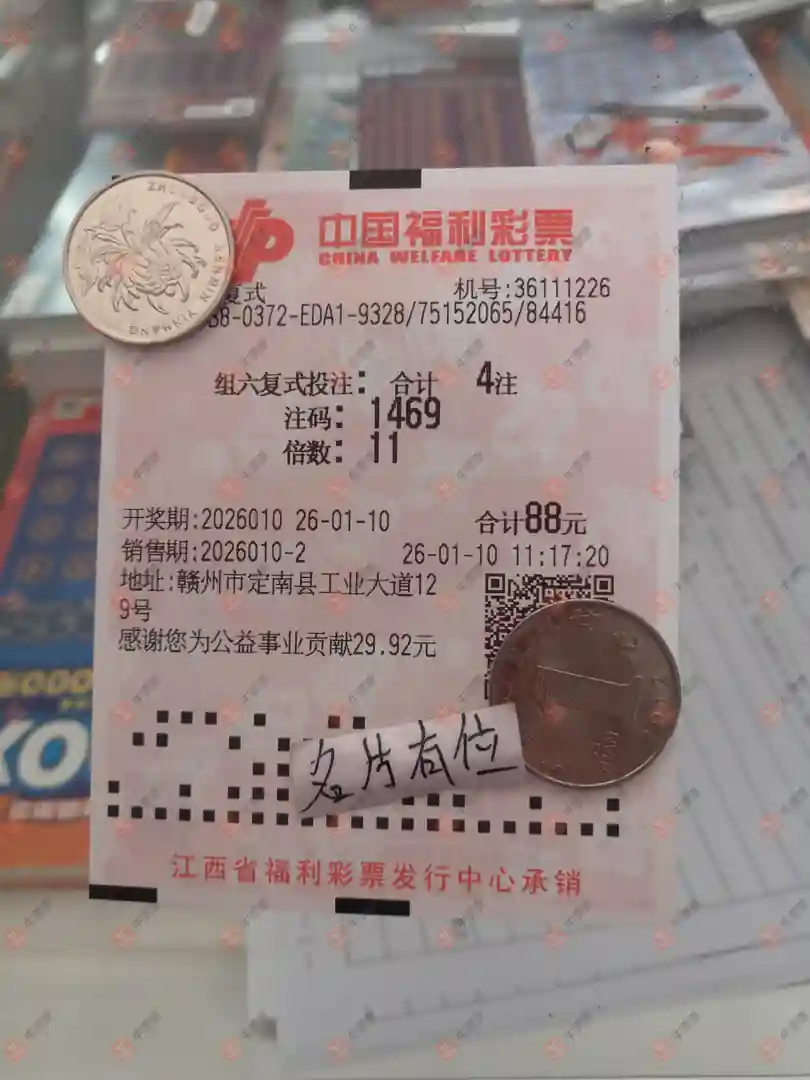 中国福利彩票
CHINA WELFARE LOTTERY
复式 机号:36111226
-0372-EDA1-9328/75152065/84416
组六复式投注: 合计 4注
注码: 1469
倍数: 11
开奖期:2026010 26-01-10 合计88元
销售期:2026010-2 26-01-10 11:17:20
地址:赣州市定南县工业大道12
9号
感谢您为公益事业贡献29.92元
名片有位
江西省福利彩票发行中心承销